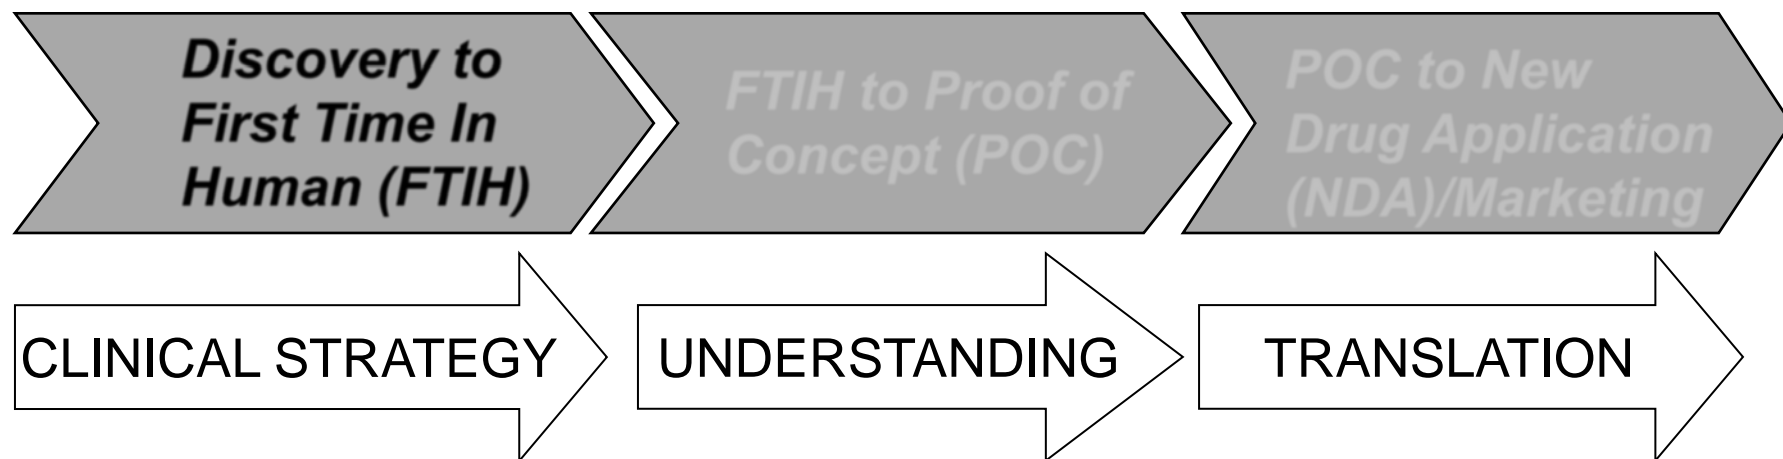 Discovery to
First Time In
Human (FTIH)
FTIH to Proof of
Concept (POC)
POC to New
Drug Application
(NDA)/Marketing
CLINICAL STRATEGY
UNDERSTANDING
TRANSLATION